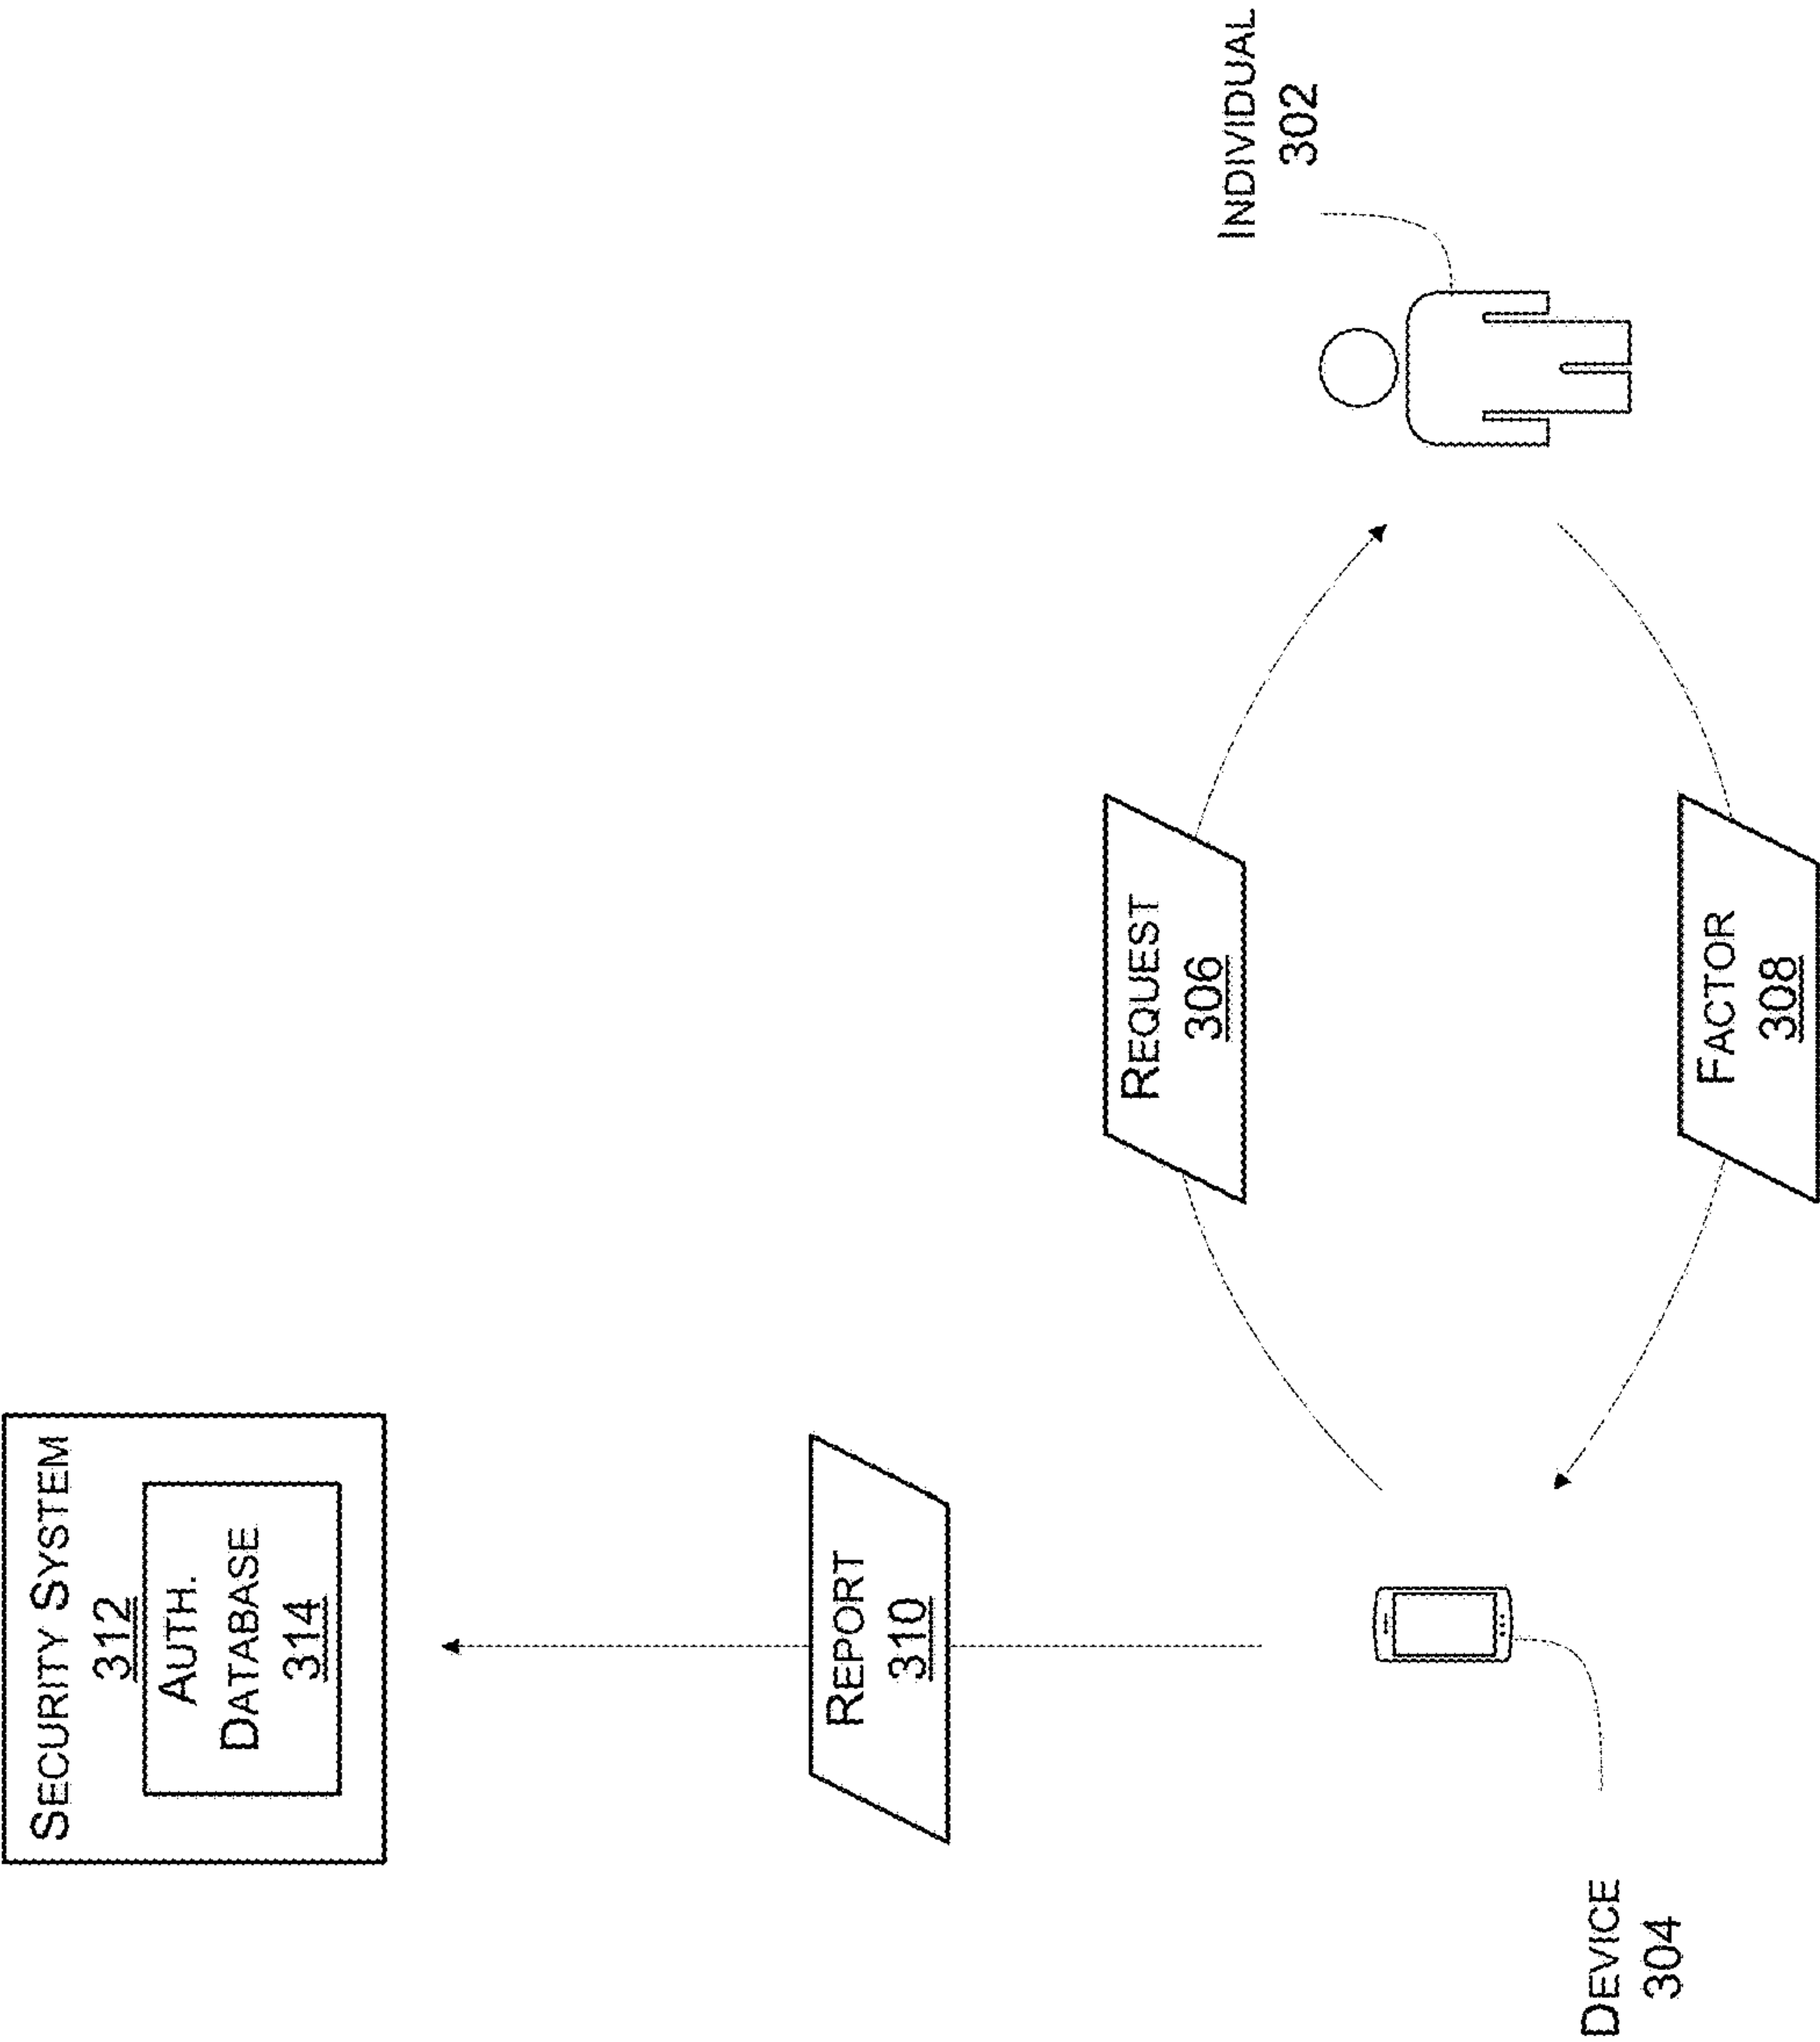 SECURITY SYSTEM
312
AUTH.
DATABASE
314
REPORT
310
DEVICE
304
REQUEST
306
FACTOR
308
INDIVIDUAL
302